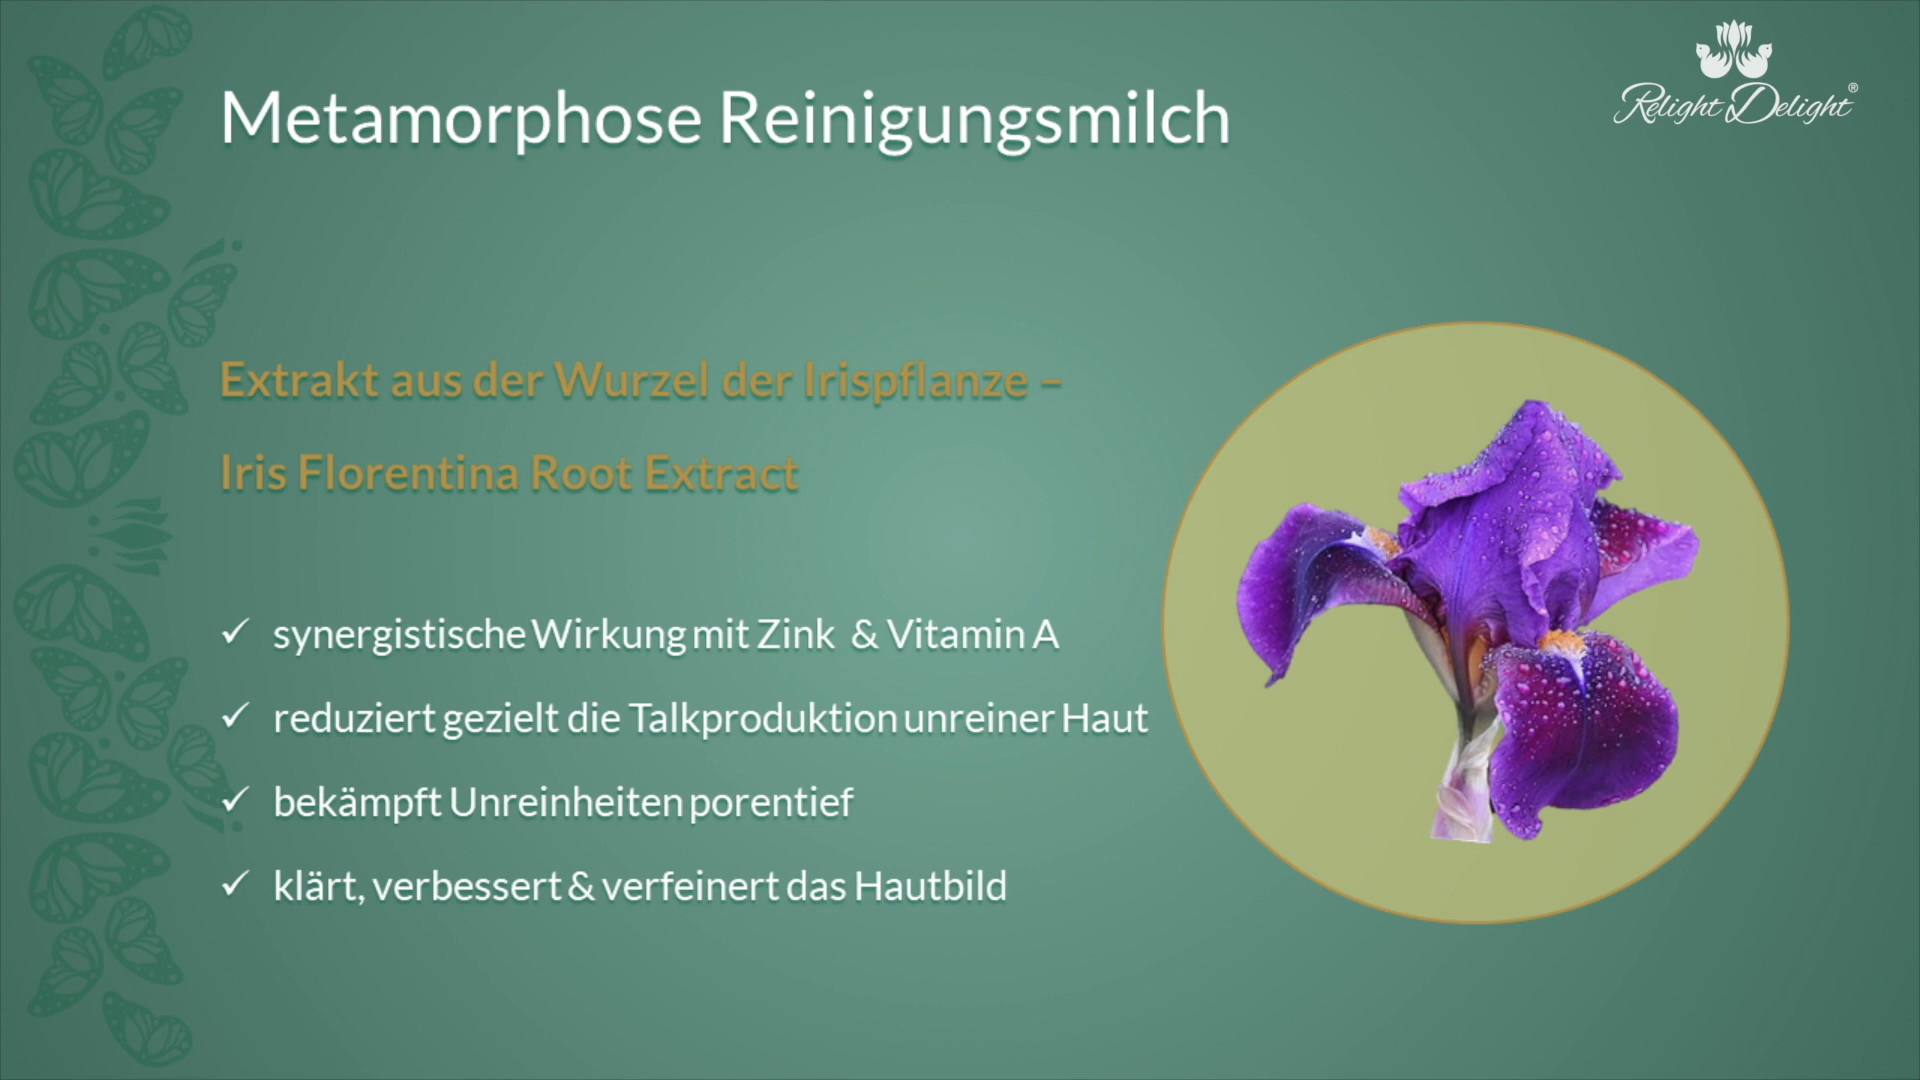 Relight Delight®
Metamorphose Reinigungsmilch
Extrakt aus der Wurzel der Irispflanze –
Iris Florentina Root Extract
✓ synergistische Wirkung mit Zink & Vitamin A
✓ reduziert gezielt die Talkproduktion unreiner Haut
✓ bekämpft Unreinheiten porentief
✓ klärt, verbessert & verfeinert das Hautbild